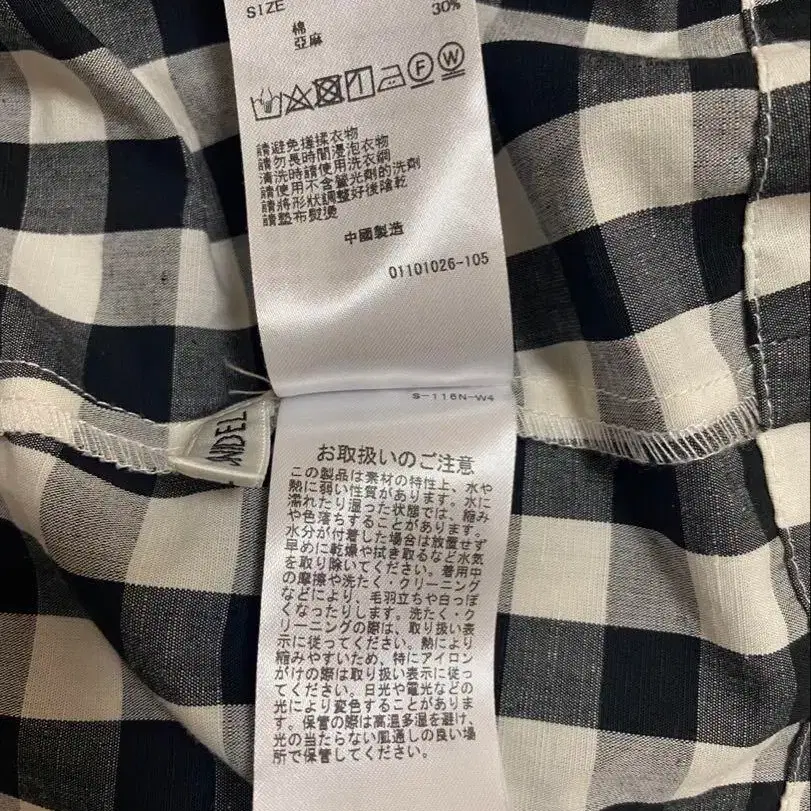 SIZE
30%
棉
亞麻
F W
請避免搓揉衣物
請勿長時間浸泡衣物
清洗時請使用洗衣網
請使用不含螢光劑的洗劑
請將形狀調整好後陰乾
請墊布熨燙
中國製造
01101026-105
S-116N-W4
NIDEL
お取扱いのご注意
この製品は素材の特性上、水や
熱に弱い性質があります。水に
濡れたり湿った状態では、縮み
や色落ちすることがあります。
水分が付着した場合は放置せず
早めに乾燥や拭き取るなど水気
を取り除いてください。着用中
の摩擦や洗たく・クリーニング
などにより、毛羽立ちや白っぽ
くなったりします。洗たく・ク
リーニングの際は、取り扱い表
示に従ってください。熱により
縮みやすいため、特にアイロン
がけの際は取り扱い表示に従っ
てください。日光や電光などの
光により変色することがありま
す。保管の際は高温多湿を避け、
光の当たらない風通しの良い場
所で保管してください。